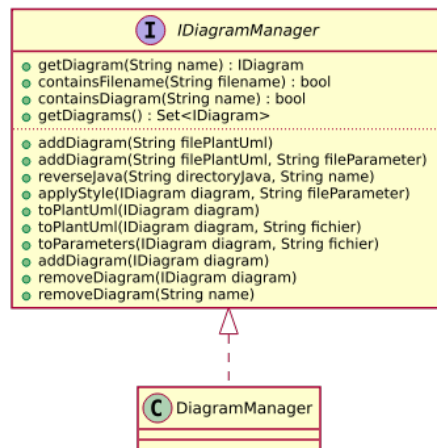 I IDiagramManager
getDiagram(String name) : IDiagram
containsFilename(String filename) : bool
containsDiagram(String name) : bool
getDiagrams() : Set<IDiagram>
addDiagram(String filePlantUml)
addDiagram(String filePlantUml, String fileParameter)
reverseJava(String directoryJava, String name)
applyStyle(IDiagram diagram, String fileParameter)
toPlantUml(IDiagram diagram)
toPlantUml(IDiagram diagram, String fichier)
toParameters(IDiagram diagram, String fichier)
addDiagram(IDiagram diagram)
removeDiagram(IDiagram diagram)
removeDiagram(String name)
C DiagramManager